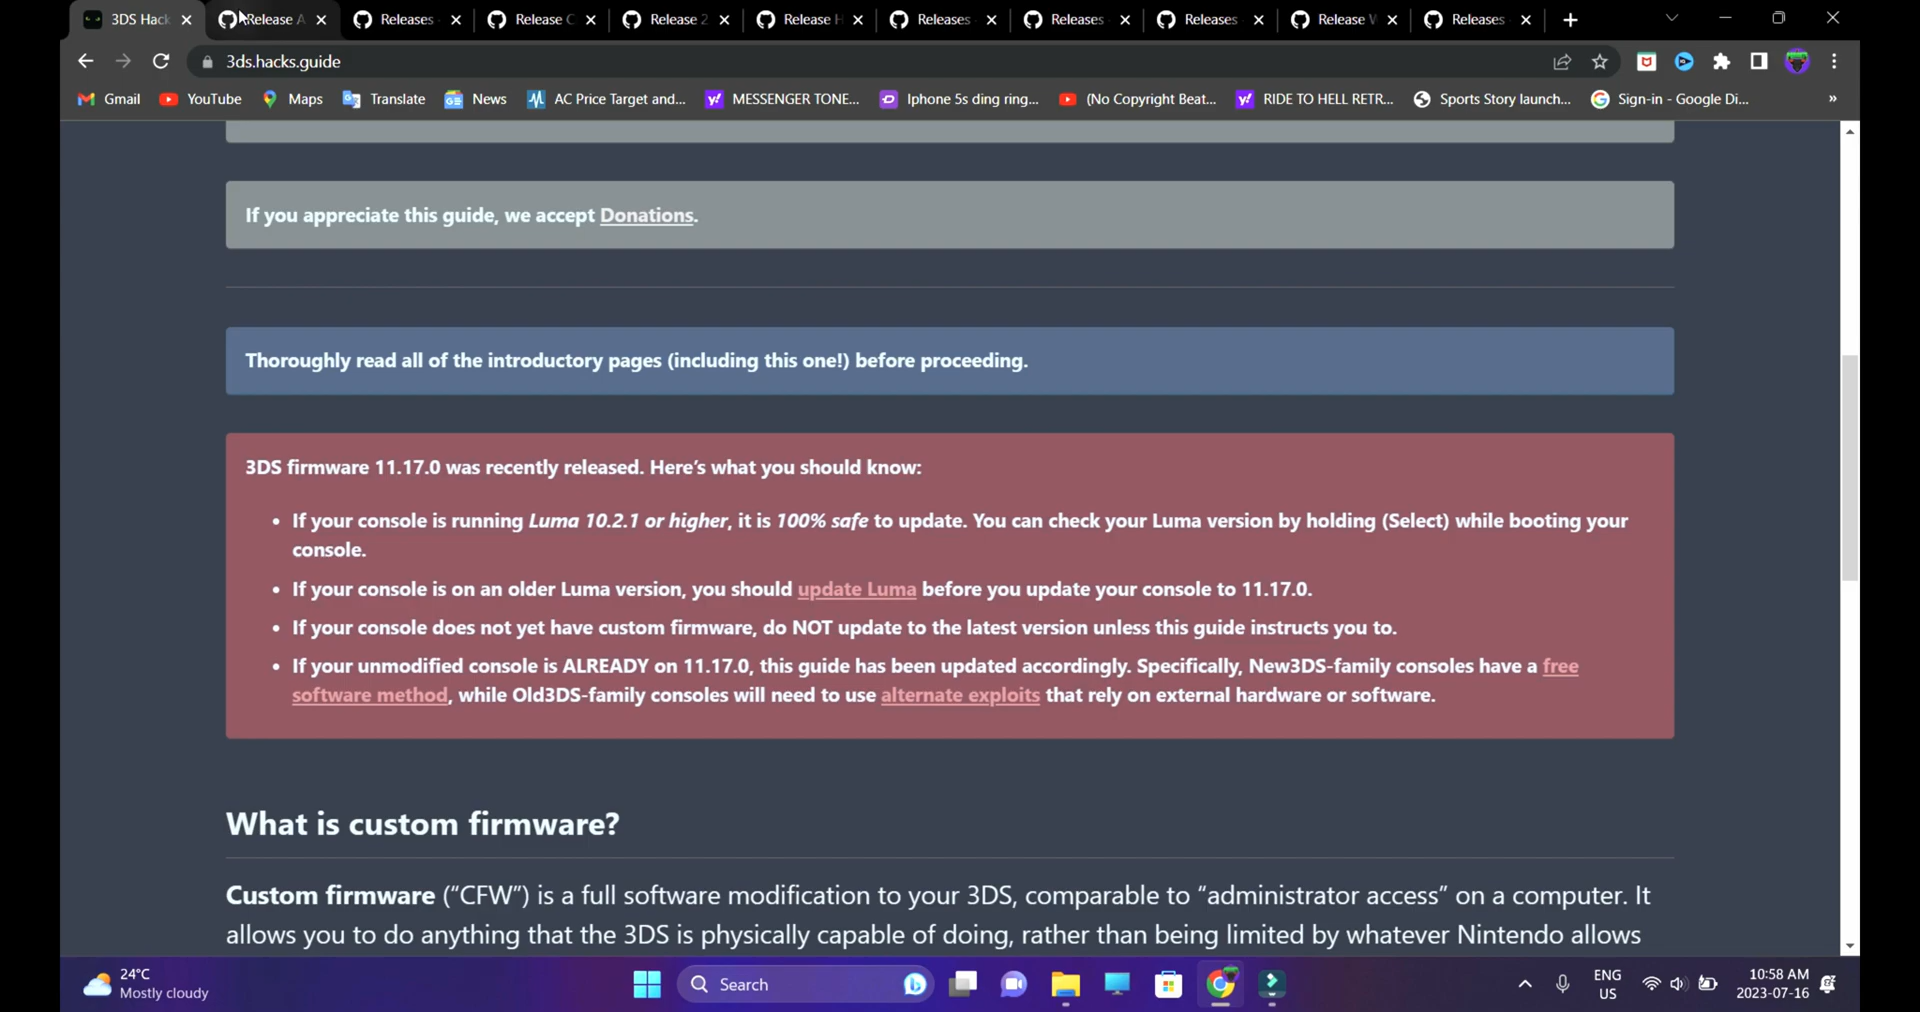 3DS Hack
Release A
Releases
Release C
Release 2
Release H
Releases
Releases
Releases
Release
Releases
3ds.hacks.guide
Gmail
YouTube
Maps
Translate
News
AC Price Target and...
MESSENGER TONE...
Iphone 5s ding ring...
(No Copyright Beat...
RIDE TO HELL RETR...
Sports Story launch...
Sign-in - Google Di...
»
If you appreciate this guide, we accept Donations.
Thoroughly read all of the introductory pages (including this one!) before proceeding.
3DS firmware 11.17.0 was recently released. Here's what you should know:
• If your console is running Luma 10.2.1 or higher, it is 100% safe to update. You can check your Luma version by holding (Select) while booting your
console.
• If your console is on an older Luma version, you should update Luma before you update your console to 11.17.0.
• If your console does not yet have custom firmware, do NOT update to the latest version unless this guide instructs you to.
• If your unmodified console is ALREADY on 11.17.0, this guide has been updated accordingly. Specifically, New3DS-family consoles have a free
software method, while Old3DS-family consoles will need to use alternate exploits that rely on external hardware or software.
What is custom firmware?
Custom firmware (“CFW”) is a full software modification to your 3DS, comparable to “administrator access” on a computer. It
allows you to do anything that the 3DS is physically capable of doing, rather than being limited by whatever Nintendo allows
24°C
Mostly cloudy
Search
ENG
US
10:58 AM
2023-07-16